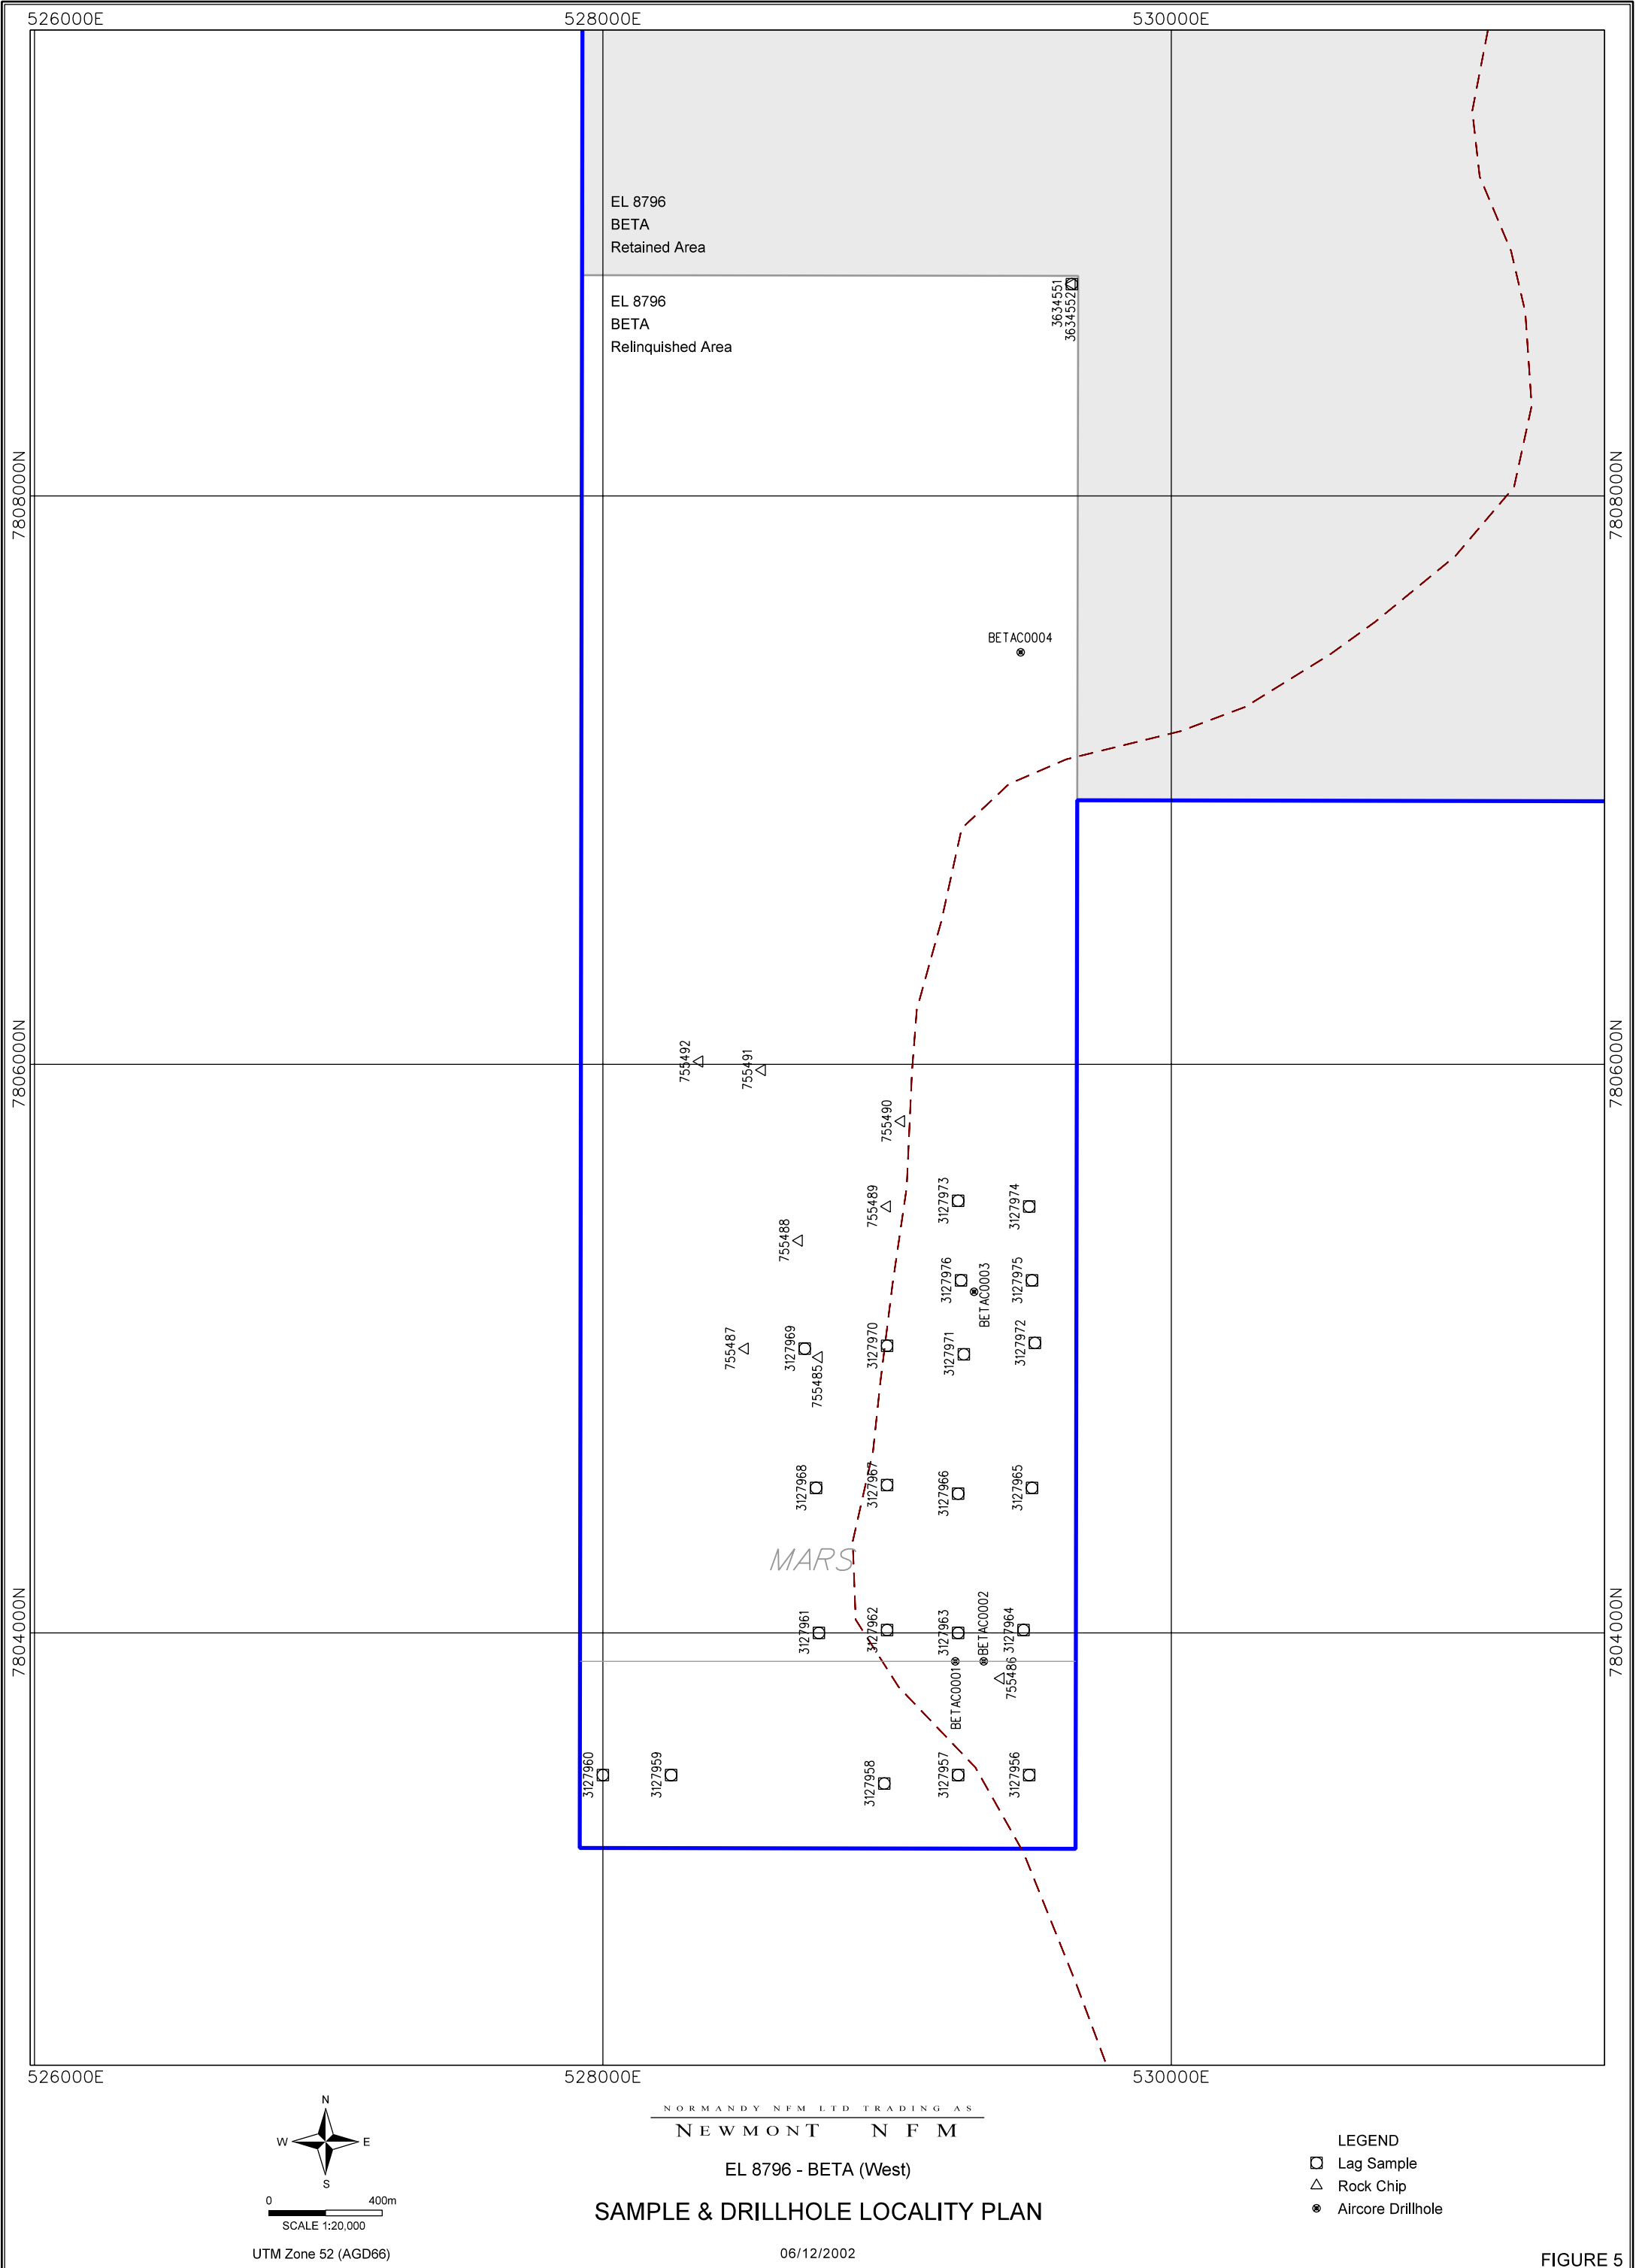 526000E
528000E
530000E
EL 8796
BETA
Retained Area
EL 8796
BETA
Relinquished Area
3634551
3634552
7808000N
7808000N
BETAC0004
7806000N
7806000N
755492
755491
755490
755489
3127973
3127974
755488
3127976
BETAC0003
3127975
755487
3127969
755485
3127970
3127971
3127972
3127968
3127967
3127966
3127965
MARS
7804000N
7804000N
3127961
3127962
3127963
BETAC0002
3127964
BETAC0001
755486
3127960
3127959
3127958
3127957
3127956
526000E
528000E
530000E
N
W
E
S
0
400m
SCALE 1:20,000
UTM Zone 52 (AGD66)
NORMANDY NFM LTD TRADING AS
NEWMONT NFM
EL 8796 - BETA (West)
SAMPLE & DRILLHOLE LOCALITY PLAN
06/12/2002
LEGEND
Lag Sample
Rock Chip
Aircore Drillhole
FIGURE 5